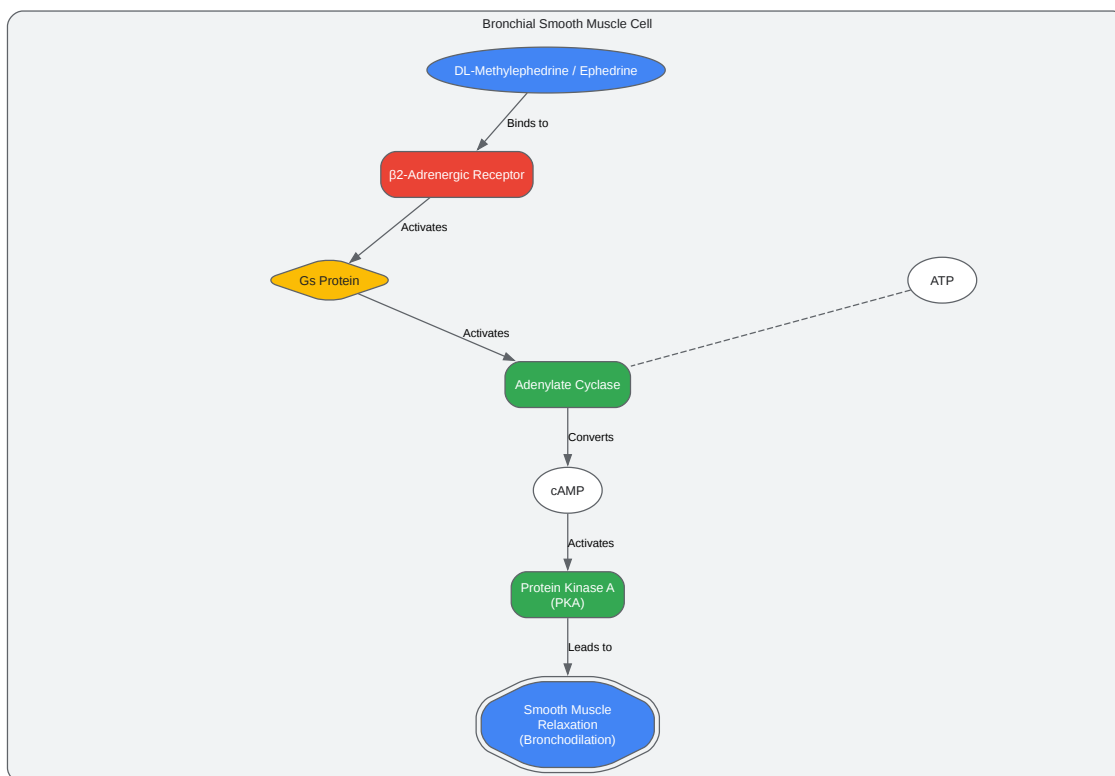 Bronchial Smooth Muscle Cell
DL-Methylephedrine / Ephedrine
Binds to
β2-Adrenergic Receptor
Activates
Gs Protein
ATP
Activates
Adenylate Cyclase
Converts
cAMP
Activates
Protein Kinase A
(PKA)
Leads to
Smooth Muscle
Relaxation
(Bronchodilation)